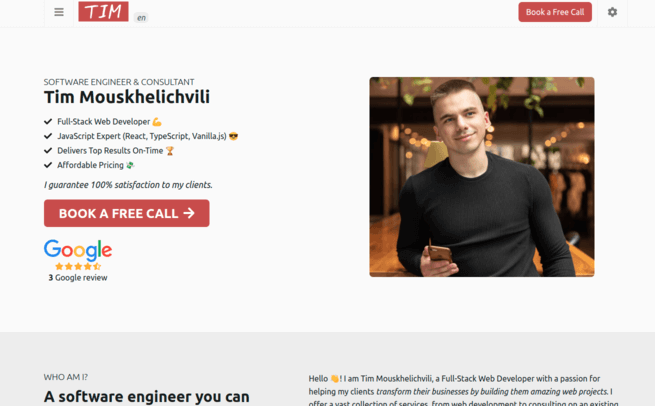 TIM
en
Book a Free Call
SOFTWARE ENGINEER & CONSULTANT
Tim Mouskhelichvili
Full-Stack Web Developer 💪
JavaScript Expert (React, TypeScript, Vanilla.js) 😎
Delivers Top Results On-Time 🏆
Affordable Pricing 💸
I guarantee 100% satisfaction to my clients.
BOOK A FREE CALL →
Google
3 Google review
WHO AM I?
A software engineer you can
Hello 👋! I am Tim Mouskhelichvili, a Full-Stack Web Developer with a passion for
helping my clients transform their businesses by building them amazing web projects. I
offer a vast collection of services, from web development to consulting on an existing